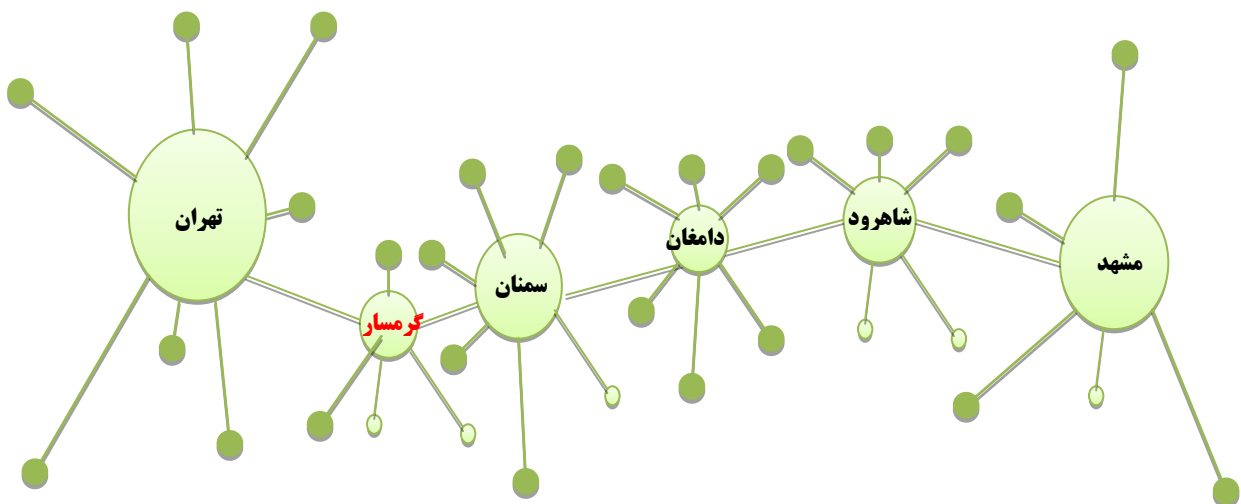 تهران
گرمسار
سمنان
دامغان
شاهرود
مشهد